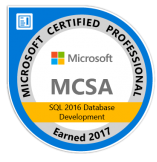 MICROSOFT CERTIFIED PROFESSIONAL
Microsoft
MCSA
SQL 2016 Database
Development
Earned 2017